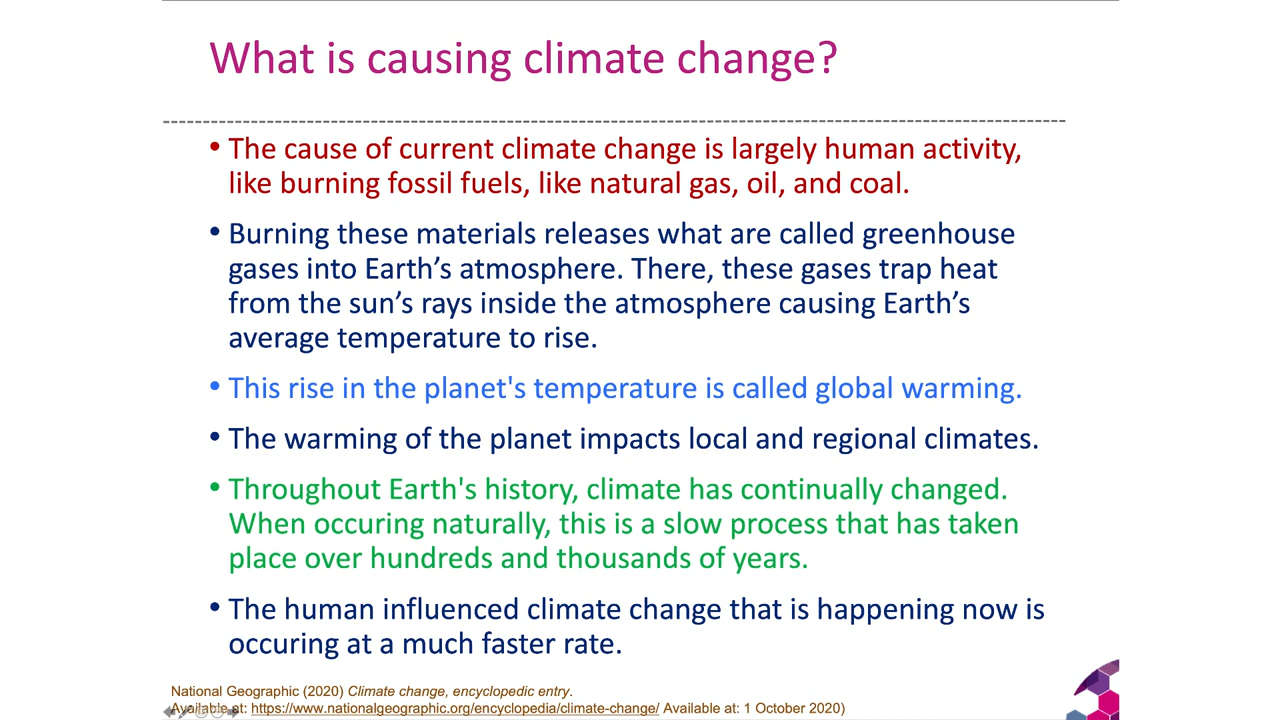 What is causing climate change?
• The cause of current climate change is largely human activity,
like burning fossil fuels, like natural gas, oil, and coal.
• Burning these materials releases what are called greenhouse
gases into Earth’s atmosphere. There, these gases trap heat
from the sun’s rays inside the atmosphere causing Earth’s
average temperature to rise.
• This rise in the planet's temperature is called global warming.
• The warming of the planet impacts local and regional climates.
• Throughout Earth's history, climate has continually changed.
When occuring naturally, this is a slow process that has taken
place over hundreds and thousands of years.
• The human influenced climate change that is happening now is
occuring at a much faster rate.
National Geographic (2020) Climate change, encyclopedic entry.
Available at: https://www.nationalgeographic.org/encyclopedia/climate-change/ Available at: 1 October 2020)